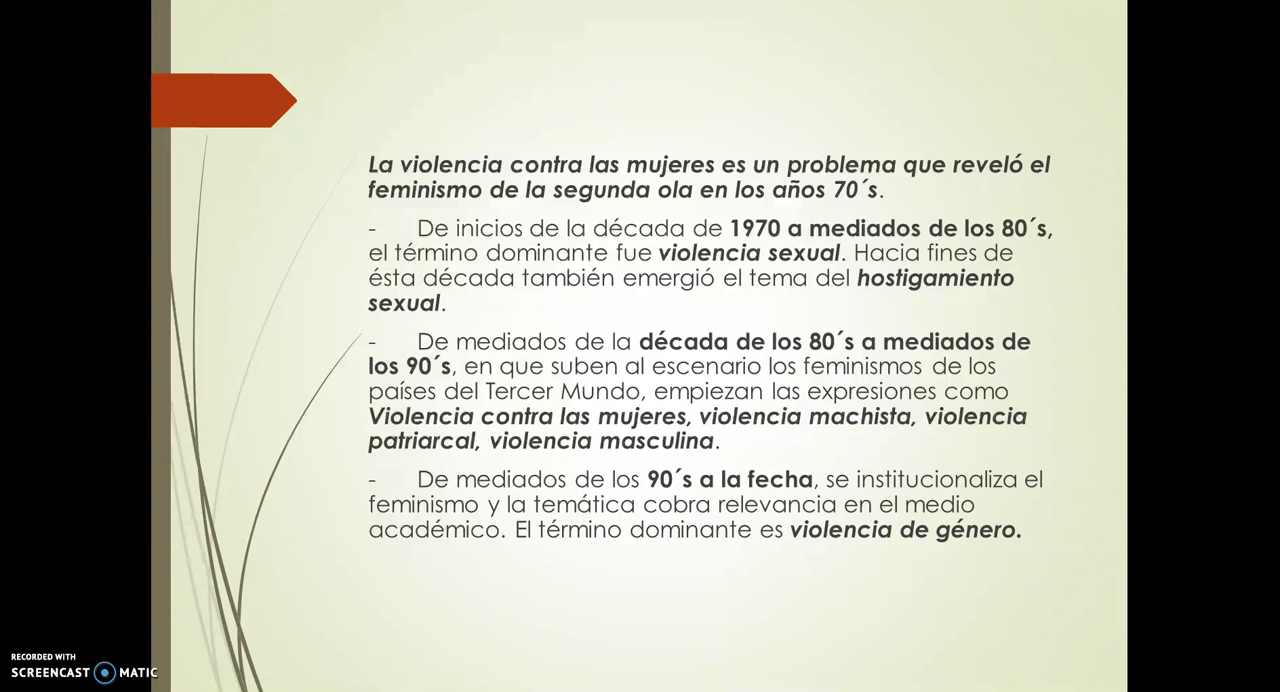 La violencia contra las mujeres es un problema que reveló el
feminismo de la segunda ola en los años 70´s.
- De inicios de la década de 1970 a mediados de los 80´s,
el término dominante fue violencia sexual. Hacia fines de
ésta década también emergió el tema del hostigamiento
sexual.
- De mediados de la década de los 80´s a mediados de
los 90´s, en que suben al escenario los feminismos de los
países del Tercer Mundo, empiezan las expresiones como
Violencia contra las mujeres, violencia machista, violencia
patriarcal, violencia masculina.
- De mediados de los 90´s a la fecha, se institucionaliza el
feminismo y la temática cobra relevancia en el medio
académico. El término dominante es violencia de género.
RECORDED WITH
SCREENCAST MATIC